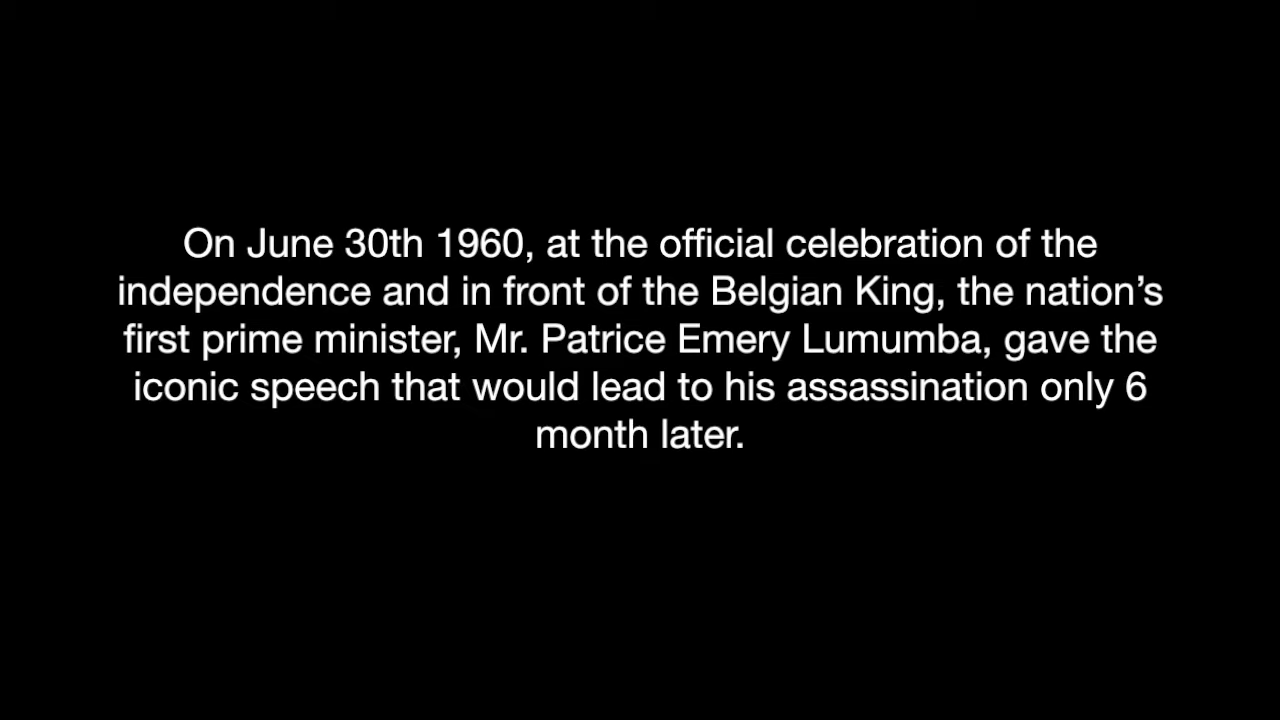 On June 30th 1960, at the official celebration of the
independence and in front of the Belgian King, the nation’s
first prime minister, Mr. Patrice Emery Lumumba, gave the
iconic speech that would lead to his assassination only 6
month later.